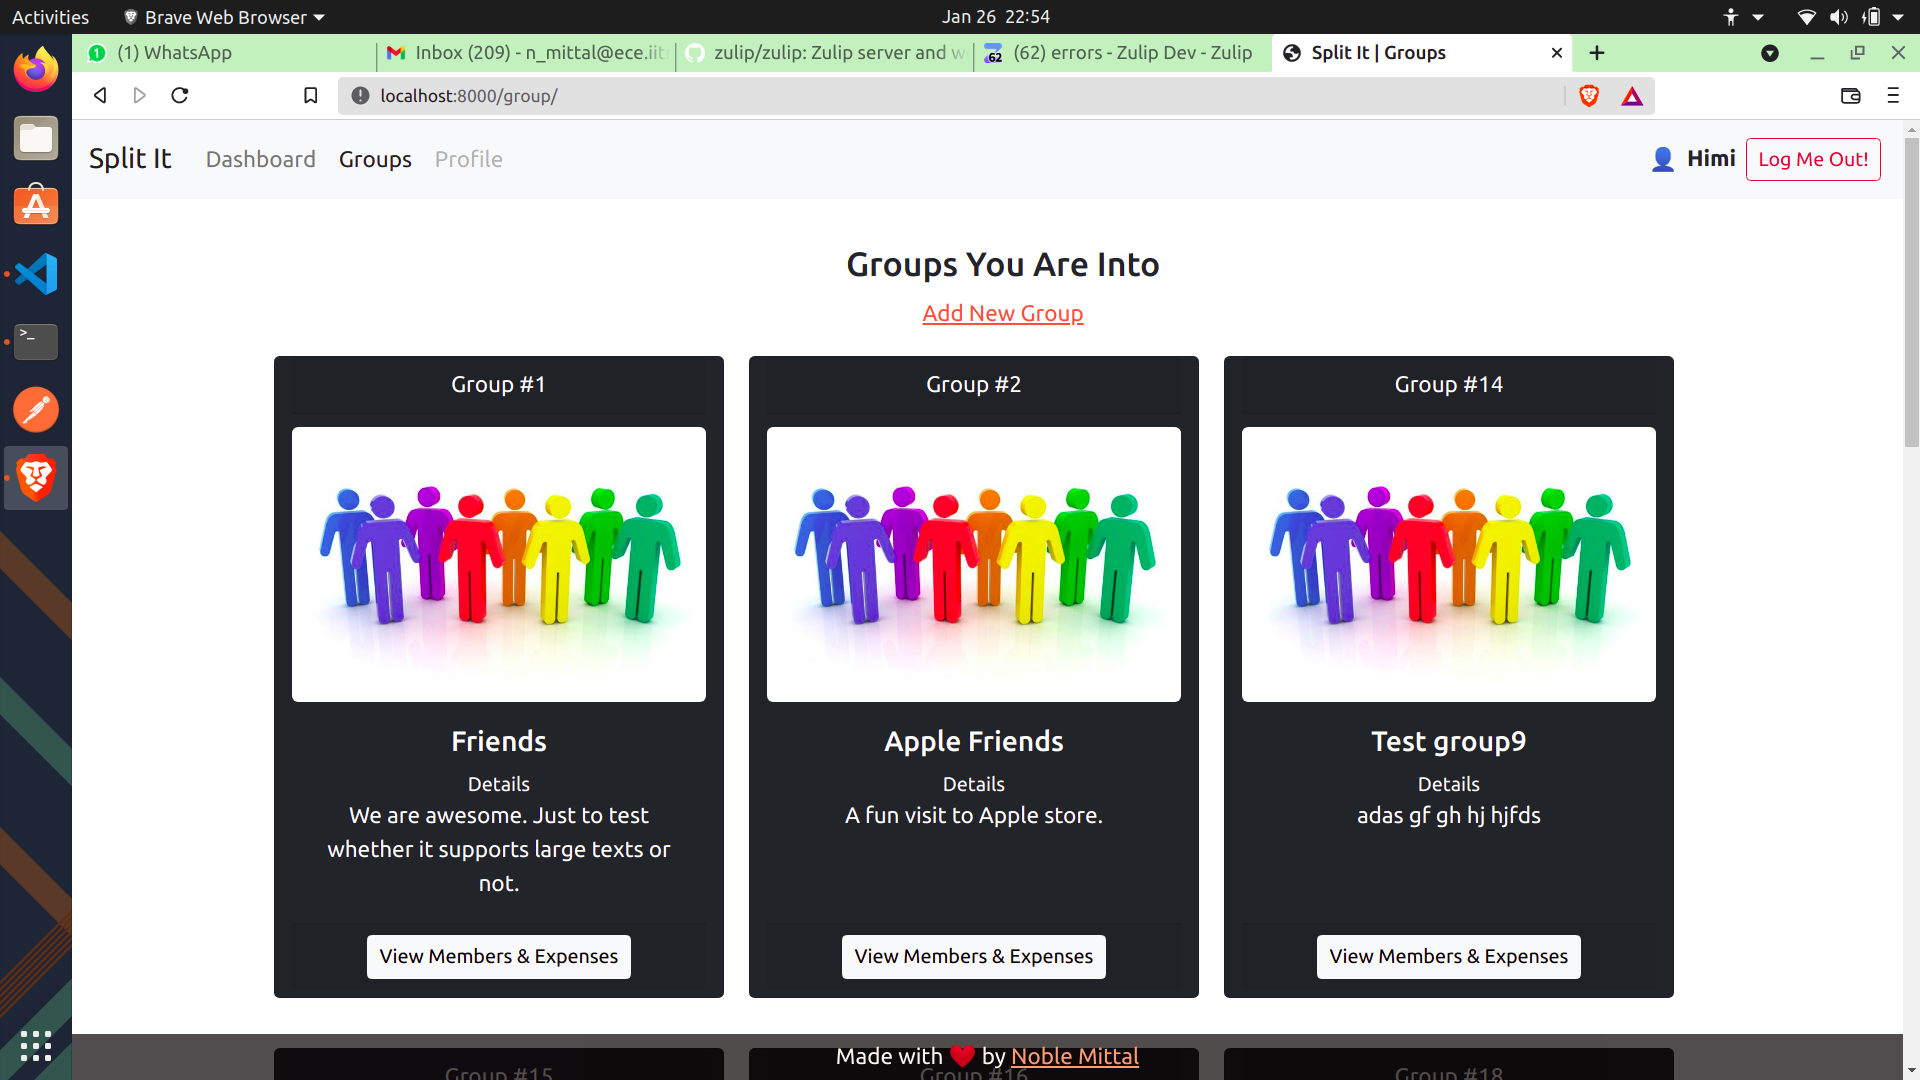 Activities
Brave Web Browser
Jan 26 22:54
(1) WhatsApp
Inbox (209) - n_mittal@ece.iit
zulip/zulip: Zulip server and w
(62) errors - Zulip Dev - Zulip
Split It | Groups
localhost:8000/group/
Split It
Dashboard
Groups
Profile
Himi
Log Me Out!
Groups You Are Into
Add New Group
Group #1
Group #2
Group #14
Friends
Apple Friends
Test group9
Details
Details
Details
We are awesome. Just to test
whether it supports large texts or
not.
A fun visit to Apple store.
adas gf gh hj hjfds
View Members & Expenses
View Members & Expenses
View Members & Expenses
Made with ❤ by Noble Mittal
Group #15
Group #16
Group #18